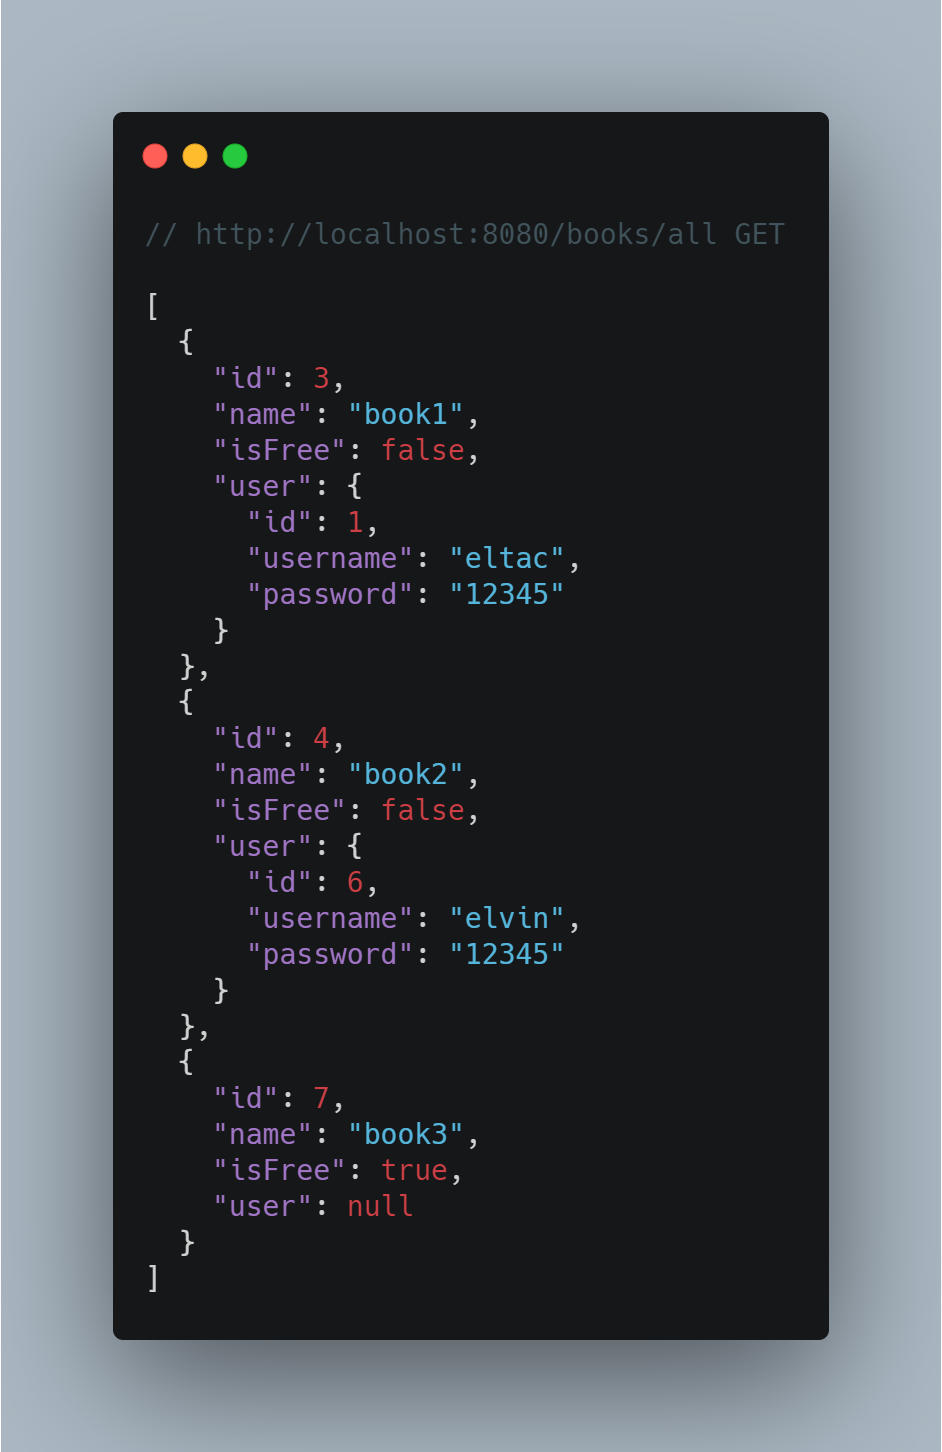 // http://localhost:8080/books/all GET

[
  {
    "id": 3,
    "name": "book1",
    "isFree": false,
    "user": {
      "id": 1,
      "username": "eltac",
      "password": "12345"
    }
  },
  {
    "id": 4,
    "name": "book2",
    "isFree": false,
    "user": {
      "id": 6,
      "username": "elvin",
      "password": "12345"
    }
  },
  {
    "id": 7,
    "name": "book3",
    "isFree": true,
    "user": null
  }
]